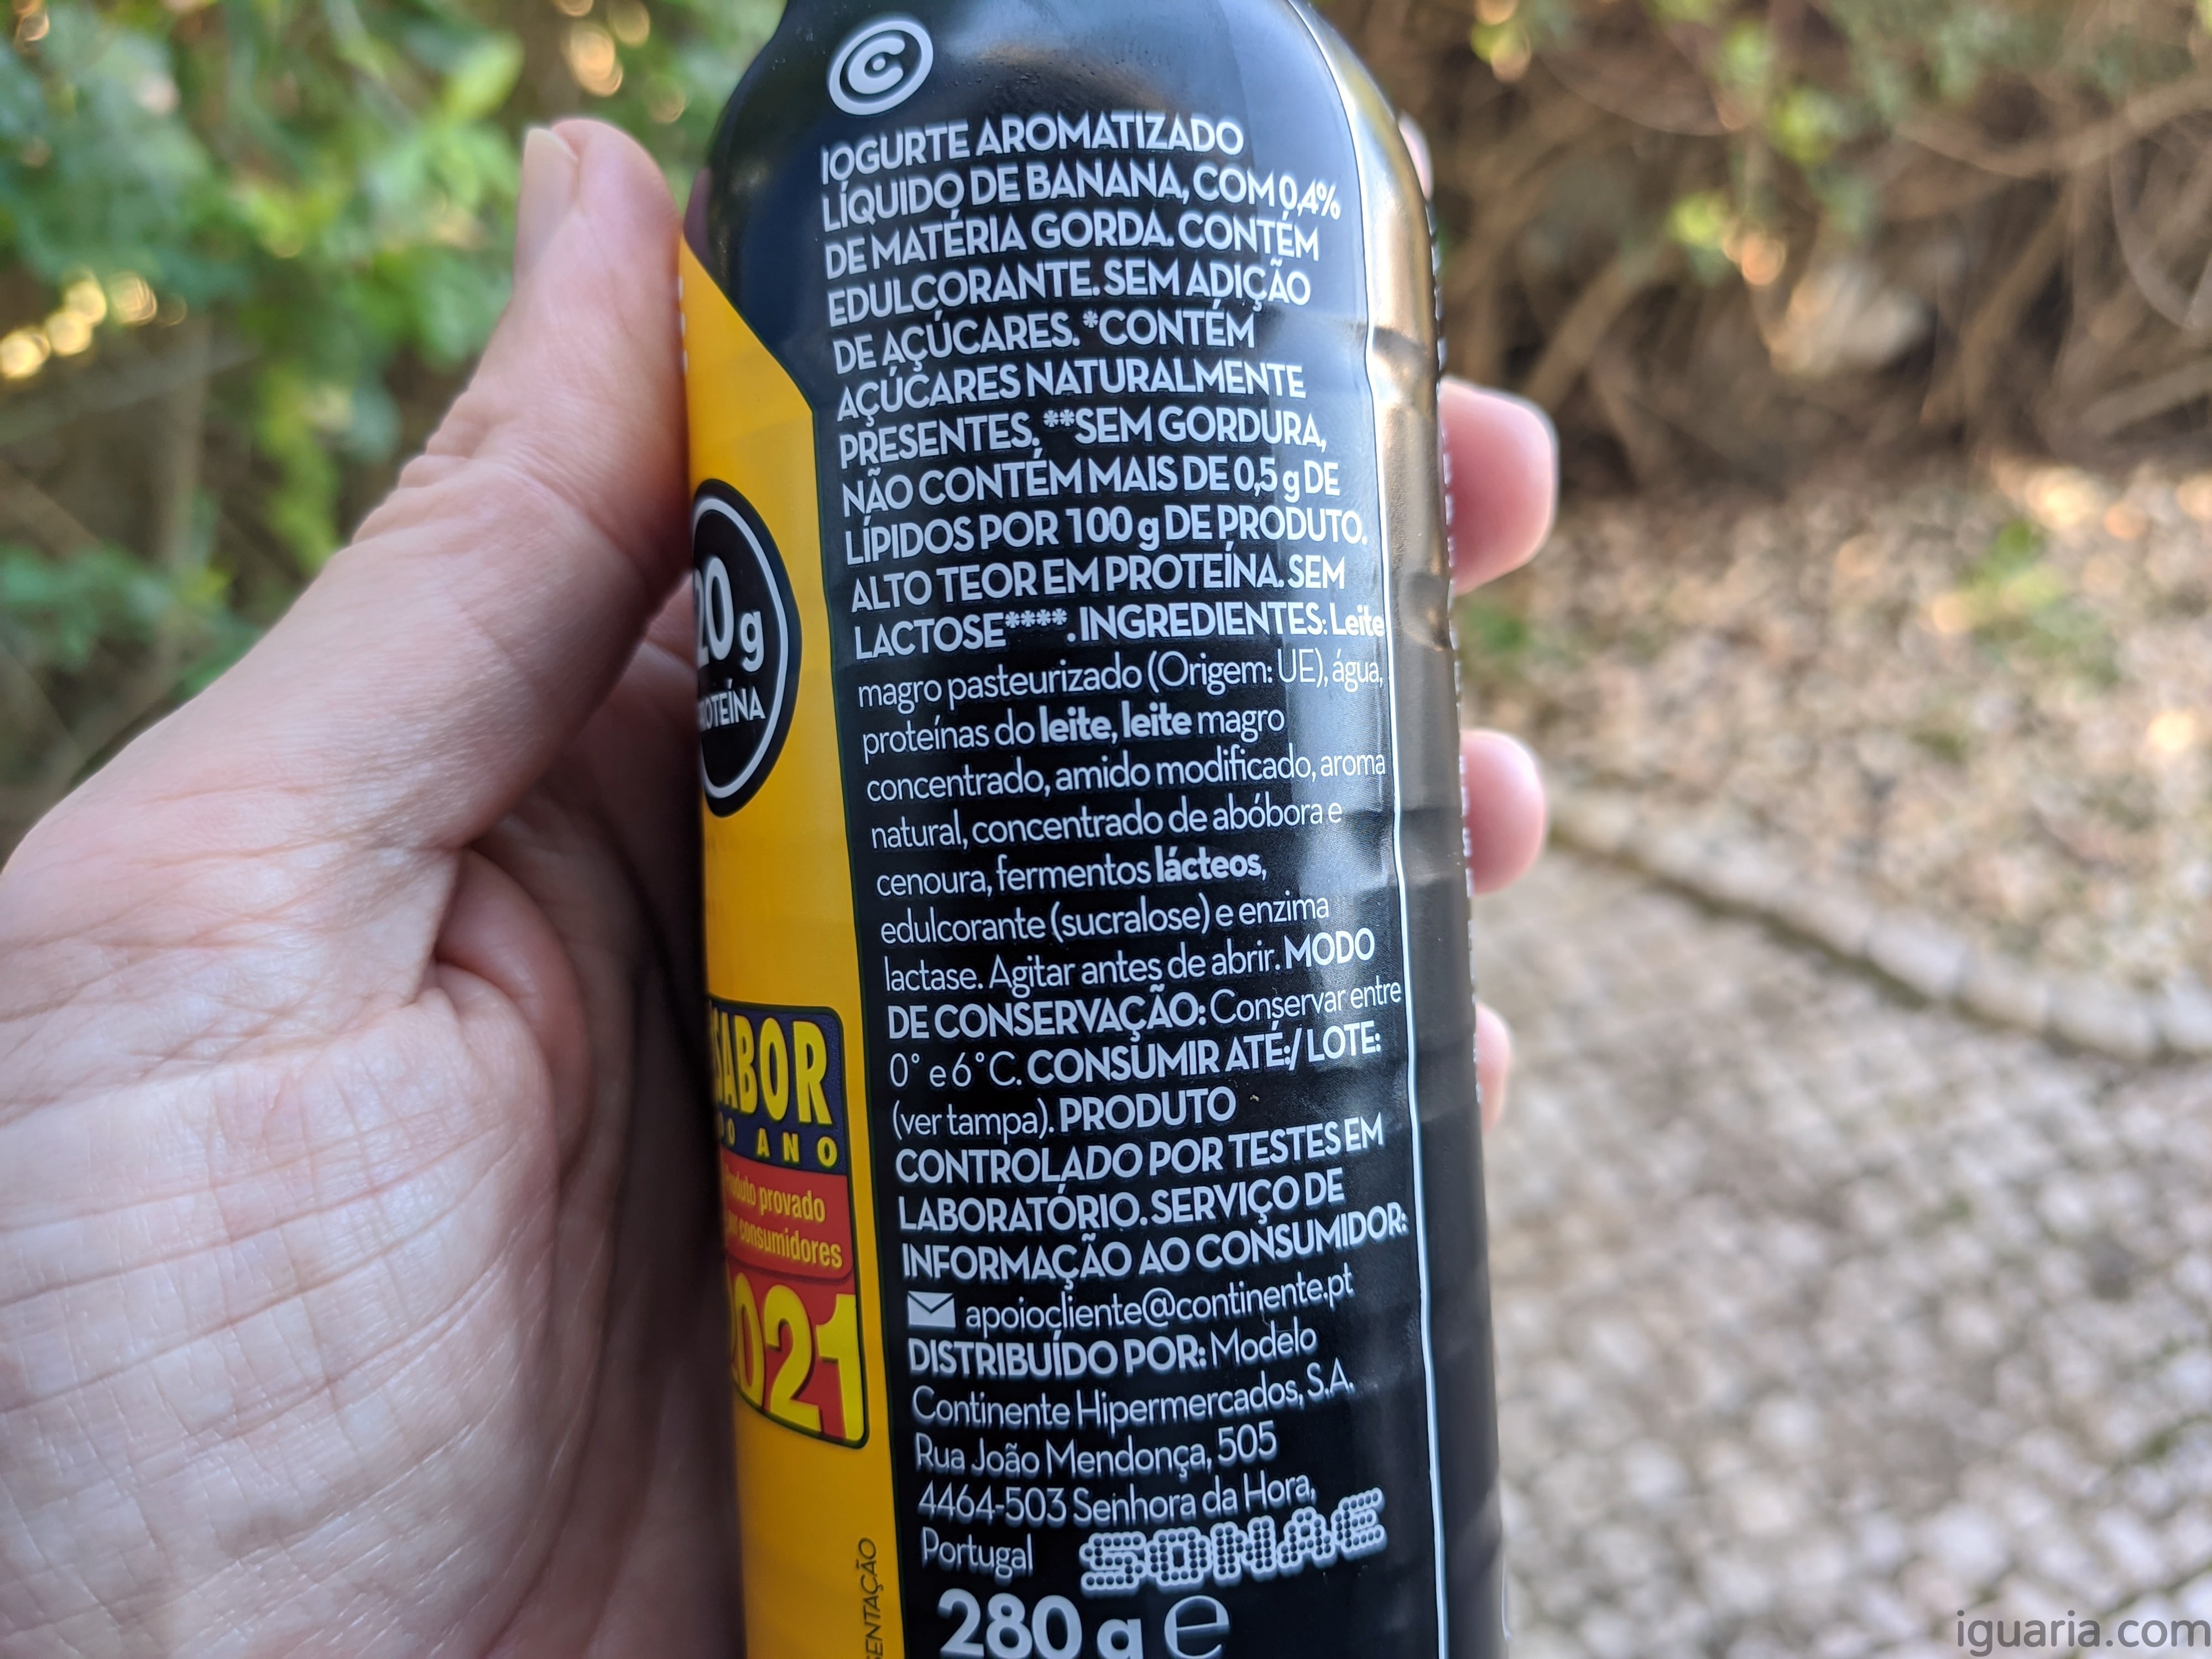 C
IOGURTE AROMATIZADO
LÍQUIDO DE BANANA, COM 0,4%
DE MATÉRIA GORDA. CONTÉM
EDULCORANTE. SEM ADIÇÃO
DE AÇÚCARES. *CONTÉM
AÇÚCARES NATURALMENTE
PRESENTES. **SEM GORDURA,
NÃO CONTÉM MAIS DE 0,5 g DE
LÍPIDOS POR 100 g DE PRODUTO.
ALTO TEOR EM PROTEÍNA. SEM
LACTOSE****. INGREDIENTES: Leite
magro pasteurizado (Origem: UE), água,
proteínas do leite, leite magro
concentrado, amido modificado, aroma
natural, concentrado de abóbora e
cenoura, fermentos lácteos,
edulcorante (sucralose) e enzima
lactase. Agitar antes de abrir. MODO
DE CONSERVAÇÃO: Conservar entre
0° e 6°C. CONSUMIR ATÉ:/ LOTE:
(ver tampa). PRODUTO
CONTROLADO POR TESTES EM
LABORATÓRIO. SERVIÇO DE
INFORMAÇÃO AO CONSUMIDOR:
apoiocliente@continente.pt
DISTRIBUÍDO POR: Modelo
Continente Hipermercados, S.A.
Rua João Mendonça, 505
4464-503 Senhora da Hora,
Portugal SONAE
280 g e
20g
SABOR
DO ANO
provado
consumidores
2021
iguaria.com